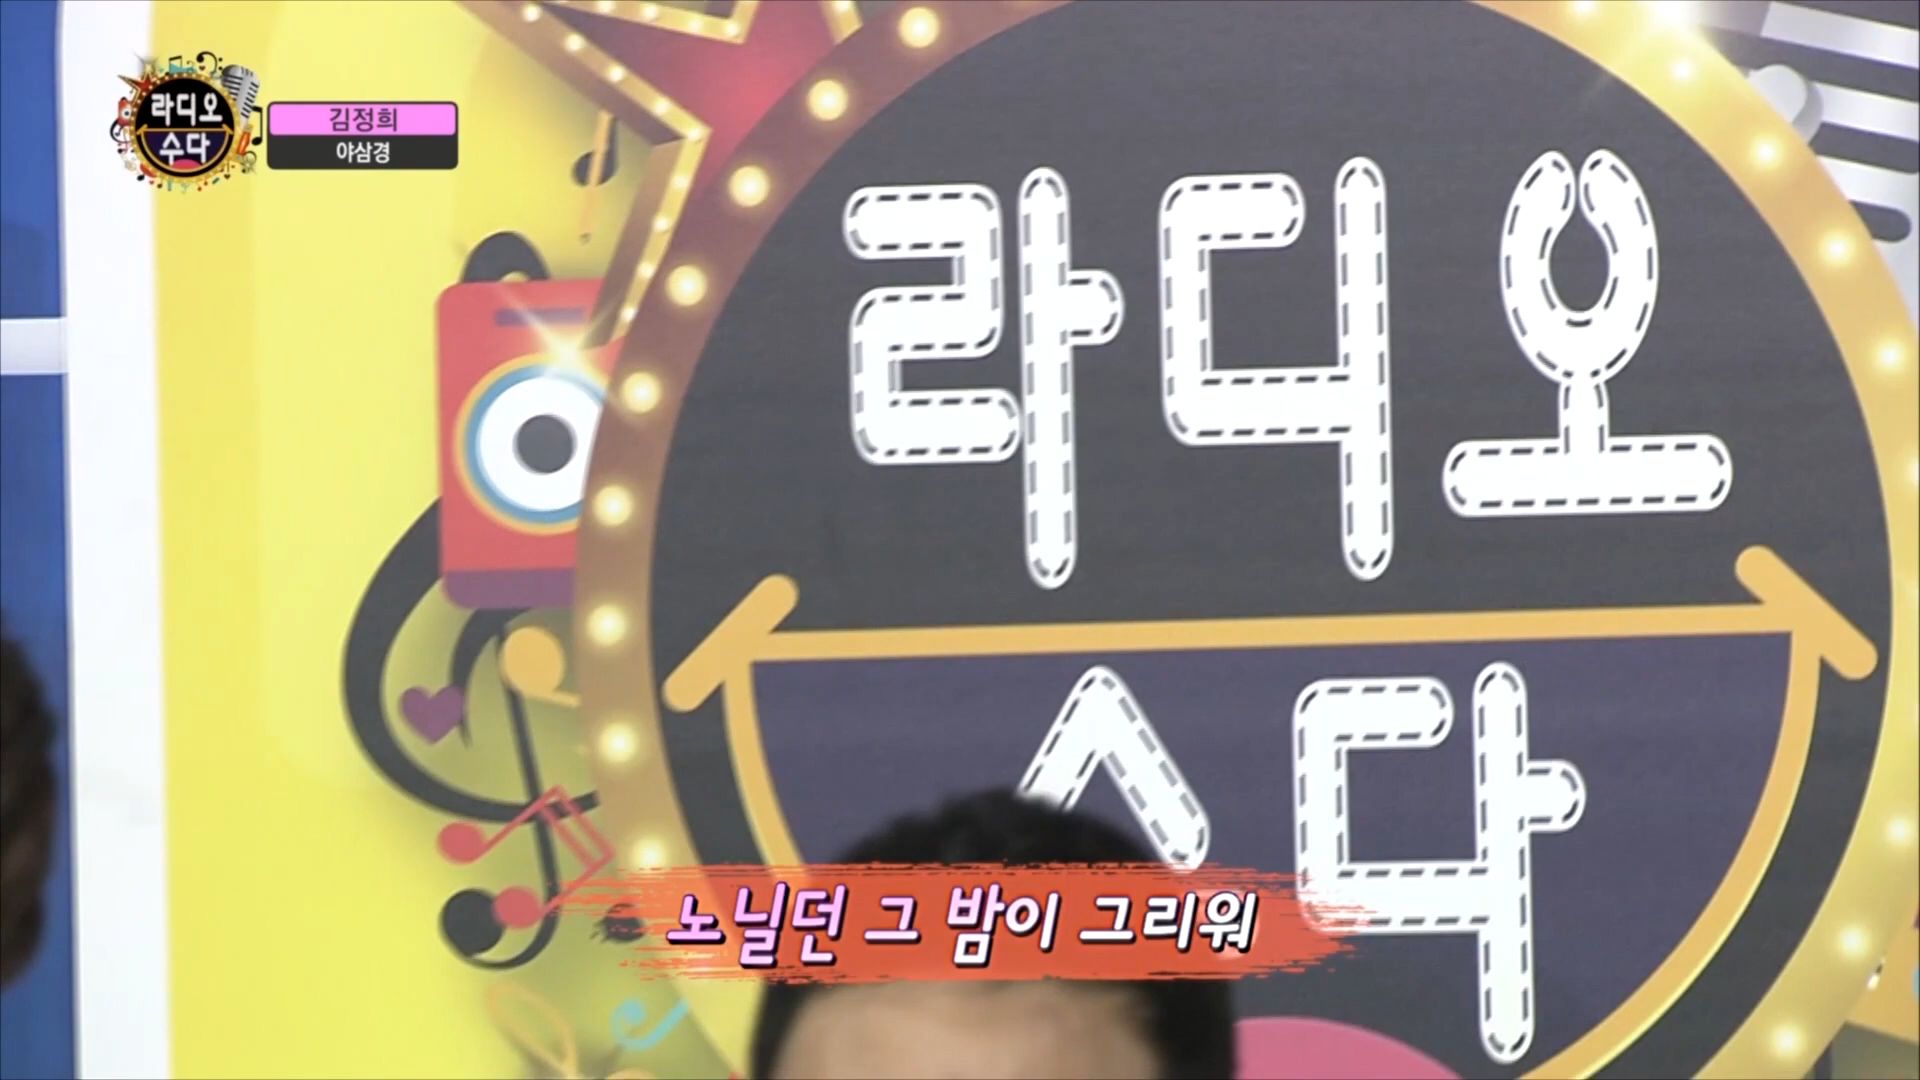 라디오
수다
김정희
야삼경
라디오
수다
노닐던 그 밤이 그리워